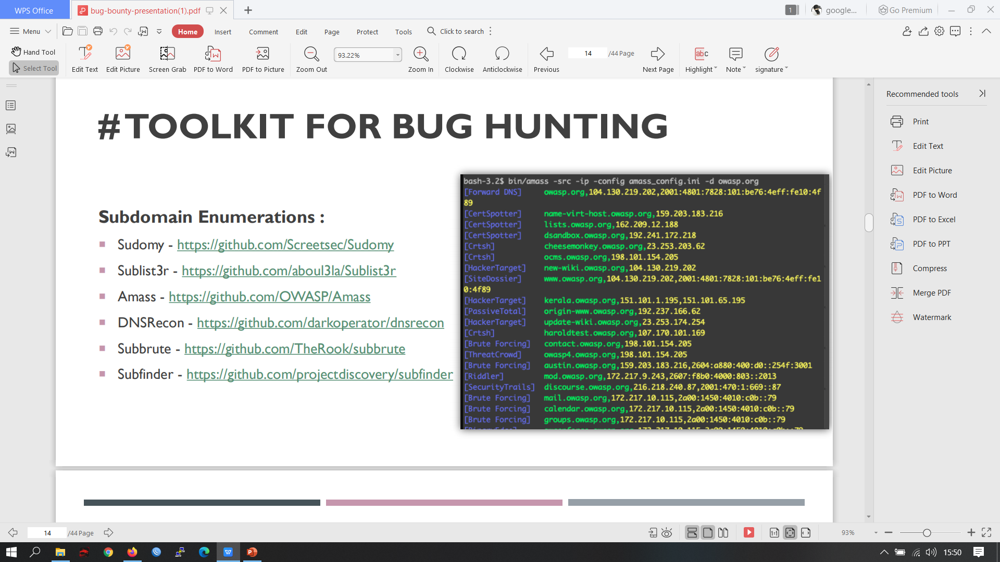 WPS Office
bug-bounty-presentation(1).pdf
1
google...
Go Premium
Menu
Home
Insert
Comment
Edit
Page
Protect
Tools
Click to search
Hand Tool
Select Tool
Edit Text
Edit Picture
Screen Grab
PDF to Word
PDF to Picture
Zoom Out
93.22%
Zoom In
Clockwise
Anticlockwise
Previous
14 /44 Page
Next Page
Highlight
Note
signature
#TOOLKIT FOR BUG HUNTING
Subdomain Enumerations :
Sudomy - https://github.com/Screetsec/Sudomy
Sublist3r - https://github.com/aboul3la/Sublist3r
Amass - https://github.com/OWASP/Amass
DNSRecon - https://github.com/darkoperator/dnsrecon
Subbrute - https://github.com/TheRook/subbrute
Subfinder - https://github.com/projectdiscovery/subfinder
bash-3.2$ bin/amass -src -ip -config amass_config.ini -d owasp.org
[Forward DNS] owasp.org,104.130.219.202,2001:4801:7828:101:be76:4eff:fe10:4f
89
[CertSpotter] name-virt-host.owasp.org,159.203.183.216
[CertSpotter] lists.owasp.org,162.209.12.188
[CertSpotter] dsandbox.owasp.org,192.241.172.218
[Crtsh] cheesemonkey.owasp.org,23.253.203.62
[Crtsh] ocms.owasp.org,198.101.154.205
[HackerTarget] new-wiki.owasp.org,104.130.219.202
[SiteDossier] www.owasp.org,104.130.219.202,2001:4801:7828:101:be76:4eff:fe1
0:4f89
[HackerTarget] kerala.owasp.org,151.101.1.195,151.101.65.195
[PassiveTotal] origin-www.owasp.org,192.237.166.62
[HackerTarget] update-wiki.owasp.org,23.253.174.254
[Crtsh] haroldtest.owasp.org,107.170.101.169
[Brute Forcing] contact.owasp.org,198.101.154.205
[ThreatCrowd] owasp4.owasp.org,198.101.154.205
[Brute Forcing] austin.owasp.org,159.203.183.216,2604:a880:400:d0::254f:3001
[Riddler] mod.owasp.org,172.217.9.243,2607:f8b0:4000:803::2013
[SecurityTrails] discourse.owasp.org,216.218.240.87,2001:470:1:669::87
[Brute Forcing] mail.owasp.org,172.217.10.115,2a00:1450:4010:c0b::79
[Brute Forcing] calendar.owasp.org,172.217.10.115,2a00:1450:4010:c0b::79
[Brute Forcing] groups.owasp.org,172.217.10.115,2a00:1450:4010:c0b::79
Recommended tools
Print
Edit Text
Edit Picture
PDF to Word
PDF to Excel
PDF to PPT
Compress
Merge PDF
Watermark
14 /44 Page
93%
15:50